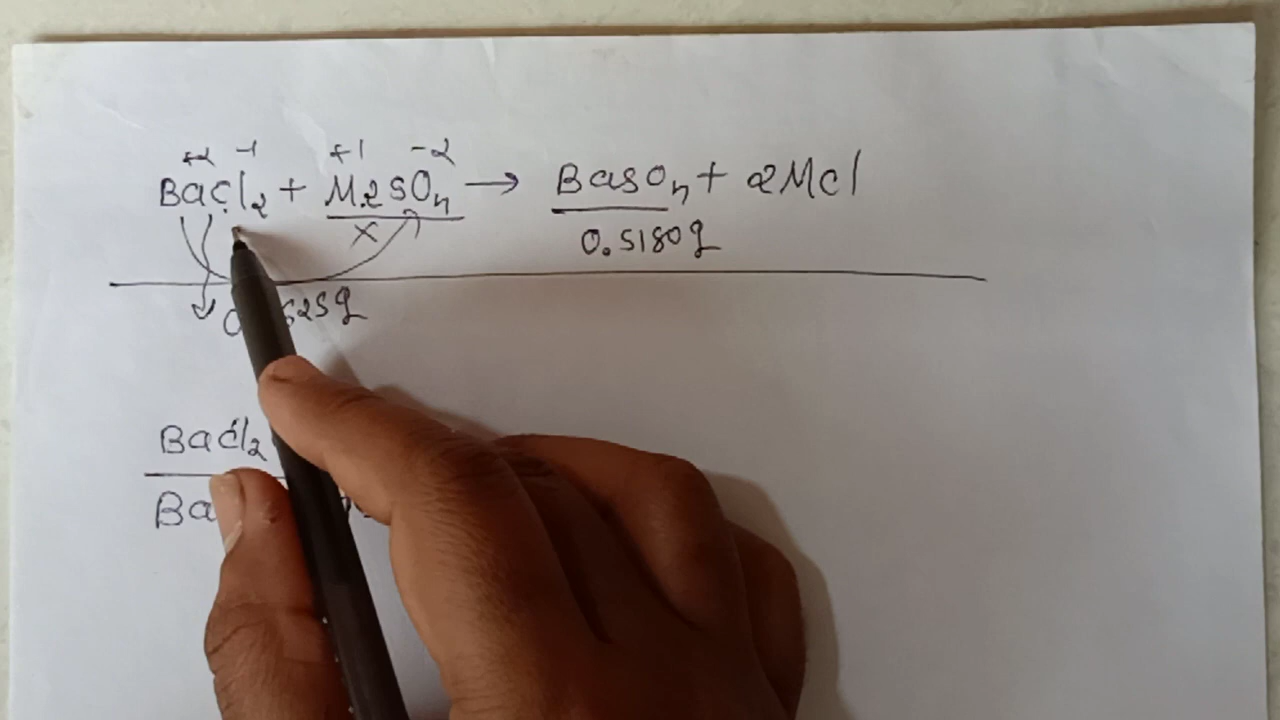 +2 -1 +1 -2
BaCl2 + M2SO4 → BaSO4 + 2MCl
x 0.5180g
BaCl2
Ba